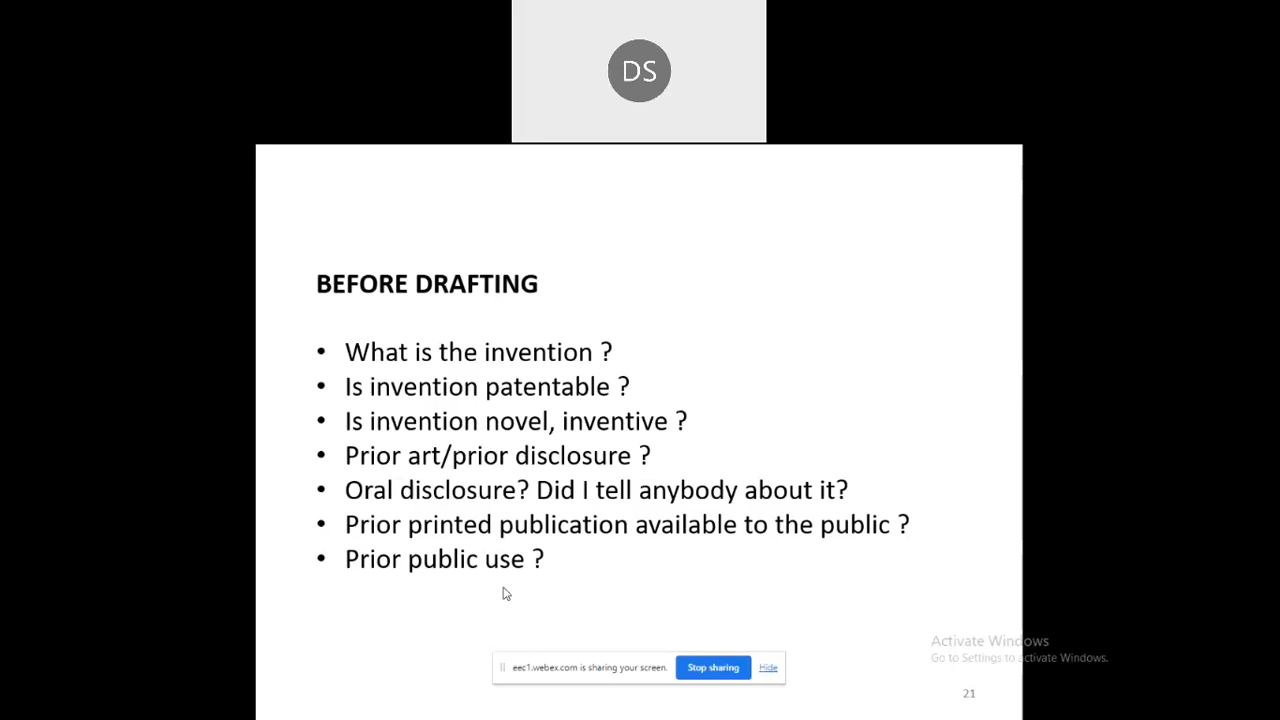 DS
BEFORE DRAFTING
• What is the invention ?
• Is invention patentable ?
• Is invention novel, inventive ?
• Prior art/prior disclosure ?
• Oral disclosure? Did I tell anybody about it?
• Prior printed publication available to the public ?
• Prior public use ?
Activate Windows
Go to Settings to activate Windows.
eec1.webex.com is sharing your screen. Stop sharing Hide
21